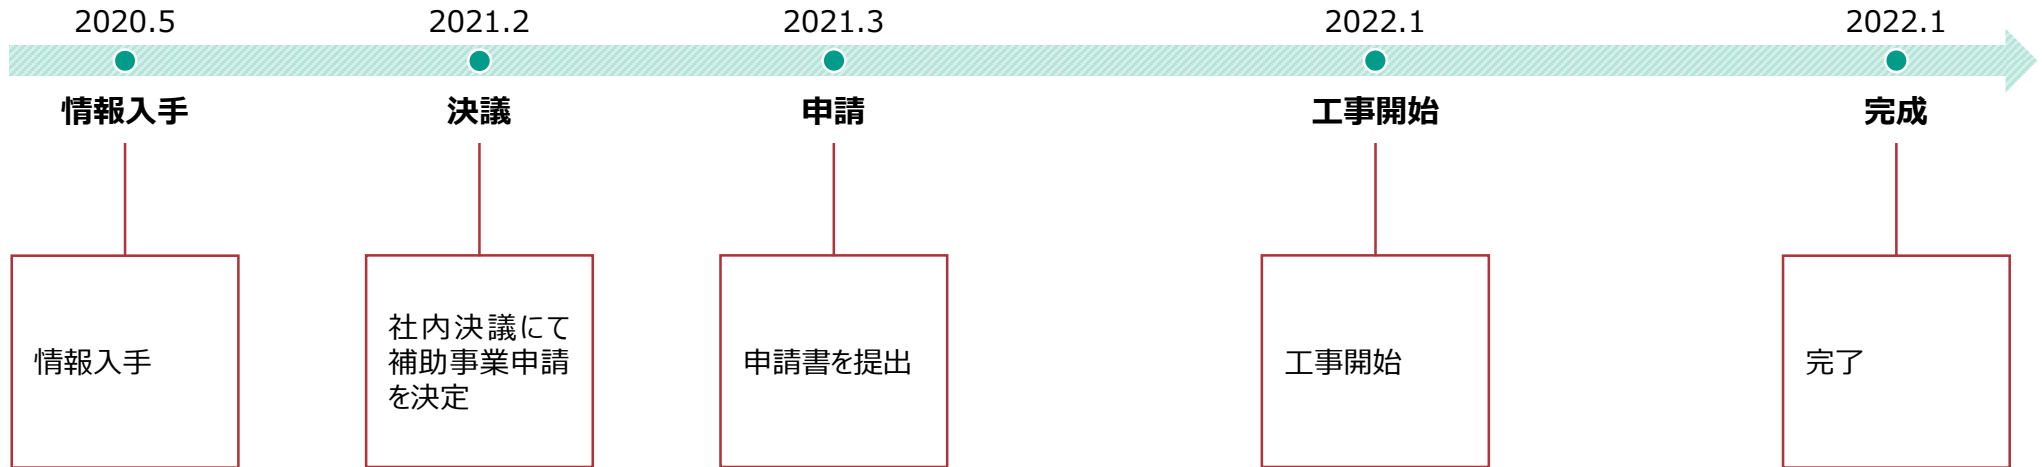 2020.5
2021.2
2021.3
2022.1
2022.1
情報入手
決議
申請
工事開始
完成
情報入手
社内決議にて
補助事業申請
を決定
申請書を提出
工事開始
完了